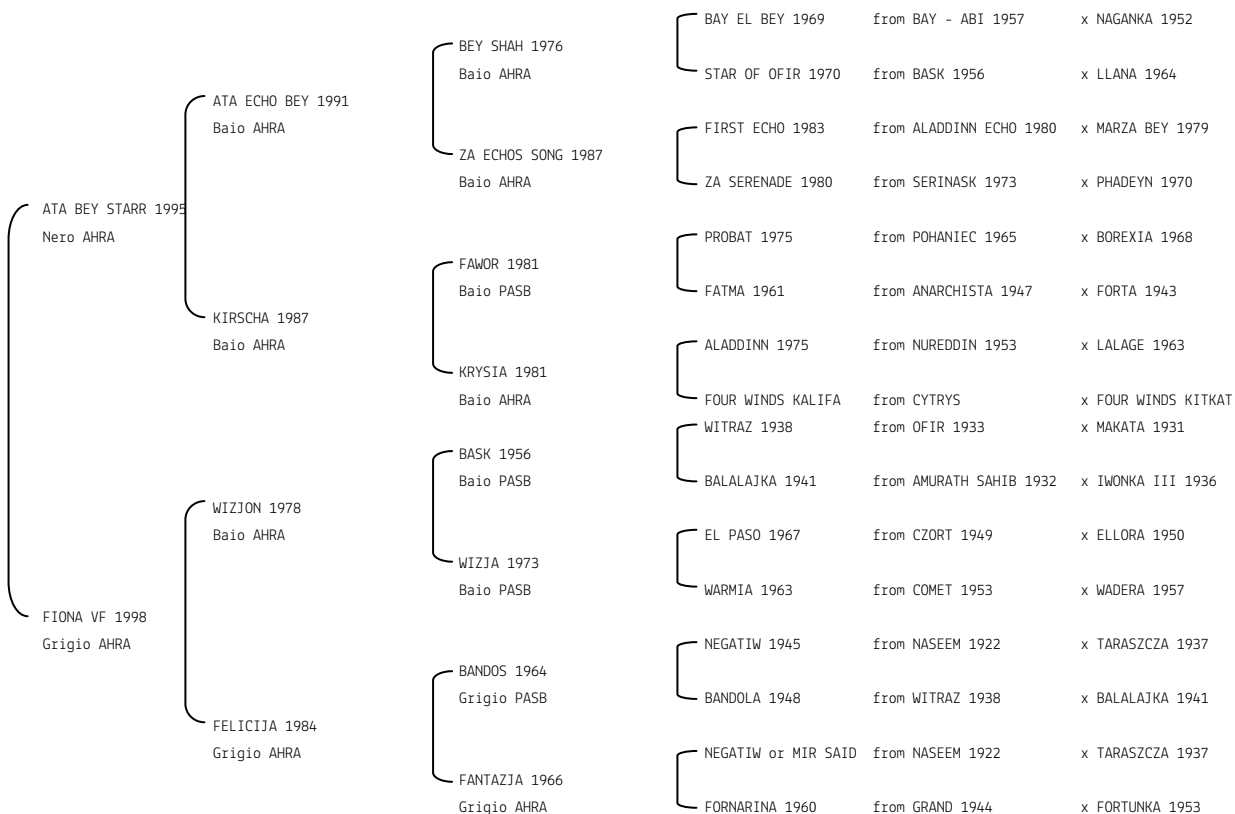 BAY EL BEY 1969 from BAY - ABI 1957 x NAGANKA 1952
BEY SHAH 1976
Baio AHRA STAR OF OFIR 1970 from BASK 1956 x LLANA 1964
ATA ECHO BEY 1991
Baio AHRA FIRST ECHO 1983 from ALADDINN ECHO 1980 x MARZA BEY 1979
ZA ECHOS SONG 1987
Baio AHRA ZA SERENADE 1980 from SERINASK 1973 x PHADEYN 1970
ATA BEY STARR 1995
Nero AHRA PROBAT 1975 from POHANIEC 1965 x BOREXIA 1968
FAWOR 1981
Baio PASB FATMA 1961 from ANARCHISTA 1947 x FORTA 1943
KIRSCHA 1987
Baio AHRA ALADDINN 1975 from NUREDDIN 1953 x LALAGE 1963
KRYSIA 1981
Baio AHRA FOUR WINDS KALIFA from CYTRYS x FOUR WINDS KITKAT
WITRAZ 1938 from OFIR 1933 x MAKATA 1931
BASK 1956
Baio PASB BALALAJKA 1941 from AMURATH SAHIB 1932 x IWONKA III 1936
WIZJON 1978
Baio AHRA EL PASO 1967 from CZORT 1949 x ELLORA 1950
WIZJA 1973
Baio PASB WARMIA 1963 from COMET 1953 x WADERA 1957
FIONA VF 1998
Grigio AHRA NEGATIW 1945 from NASEEM 1922 x TARASZCZA 1937
BANDOS 1964
Grigio PASB BANDOLA 1948 from WITRAZ 1938 x BALALAJKA 1941
FELICIJA 1984
Grigio AHRA NEGATIW or MIR SAID from NASEEM 1922 x TARASZCZA 1937
FANTAZJA 1966
Grigio AHRA FORNARINA 1960 from GRAND 1944 x FORTUNKA 1953